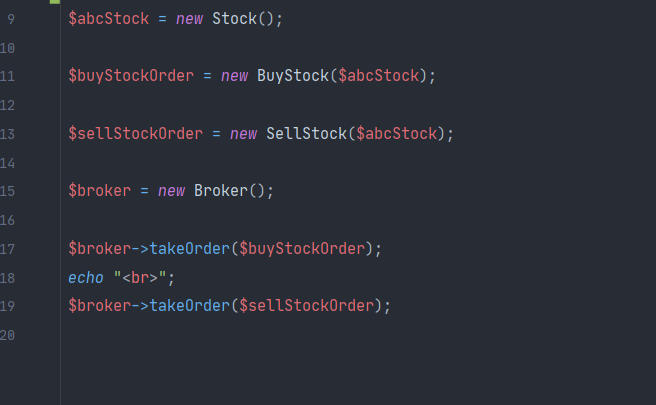 9 $abcStock = new Stock();
10
11 $buyStockOrder = new BuyStock($abcStock);
12
13 $sellStockOrder = new SellStock($abcStock);
14
15 $broker = new Broker();
16
17 $broker->takeOrder($buyStockOrder);
18 echo "<br>";
19 $broker->takeOrder($sellStockOrder);
20